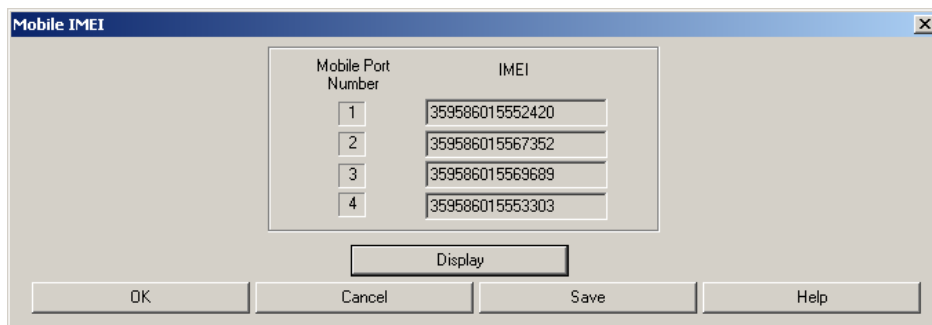 Mobile IMEI
Mobile Port
Number
IMEI
1 359586015552420
2 359586015567352
3 359586015569689
4 359586015553303
Display
OK Cancel Save Help